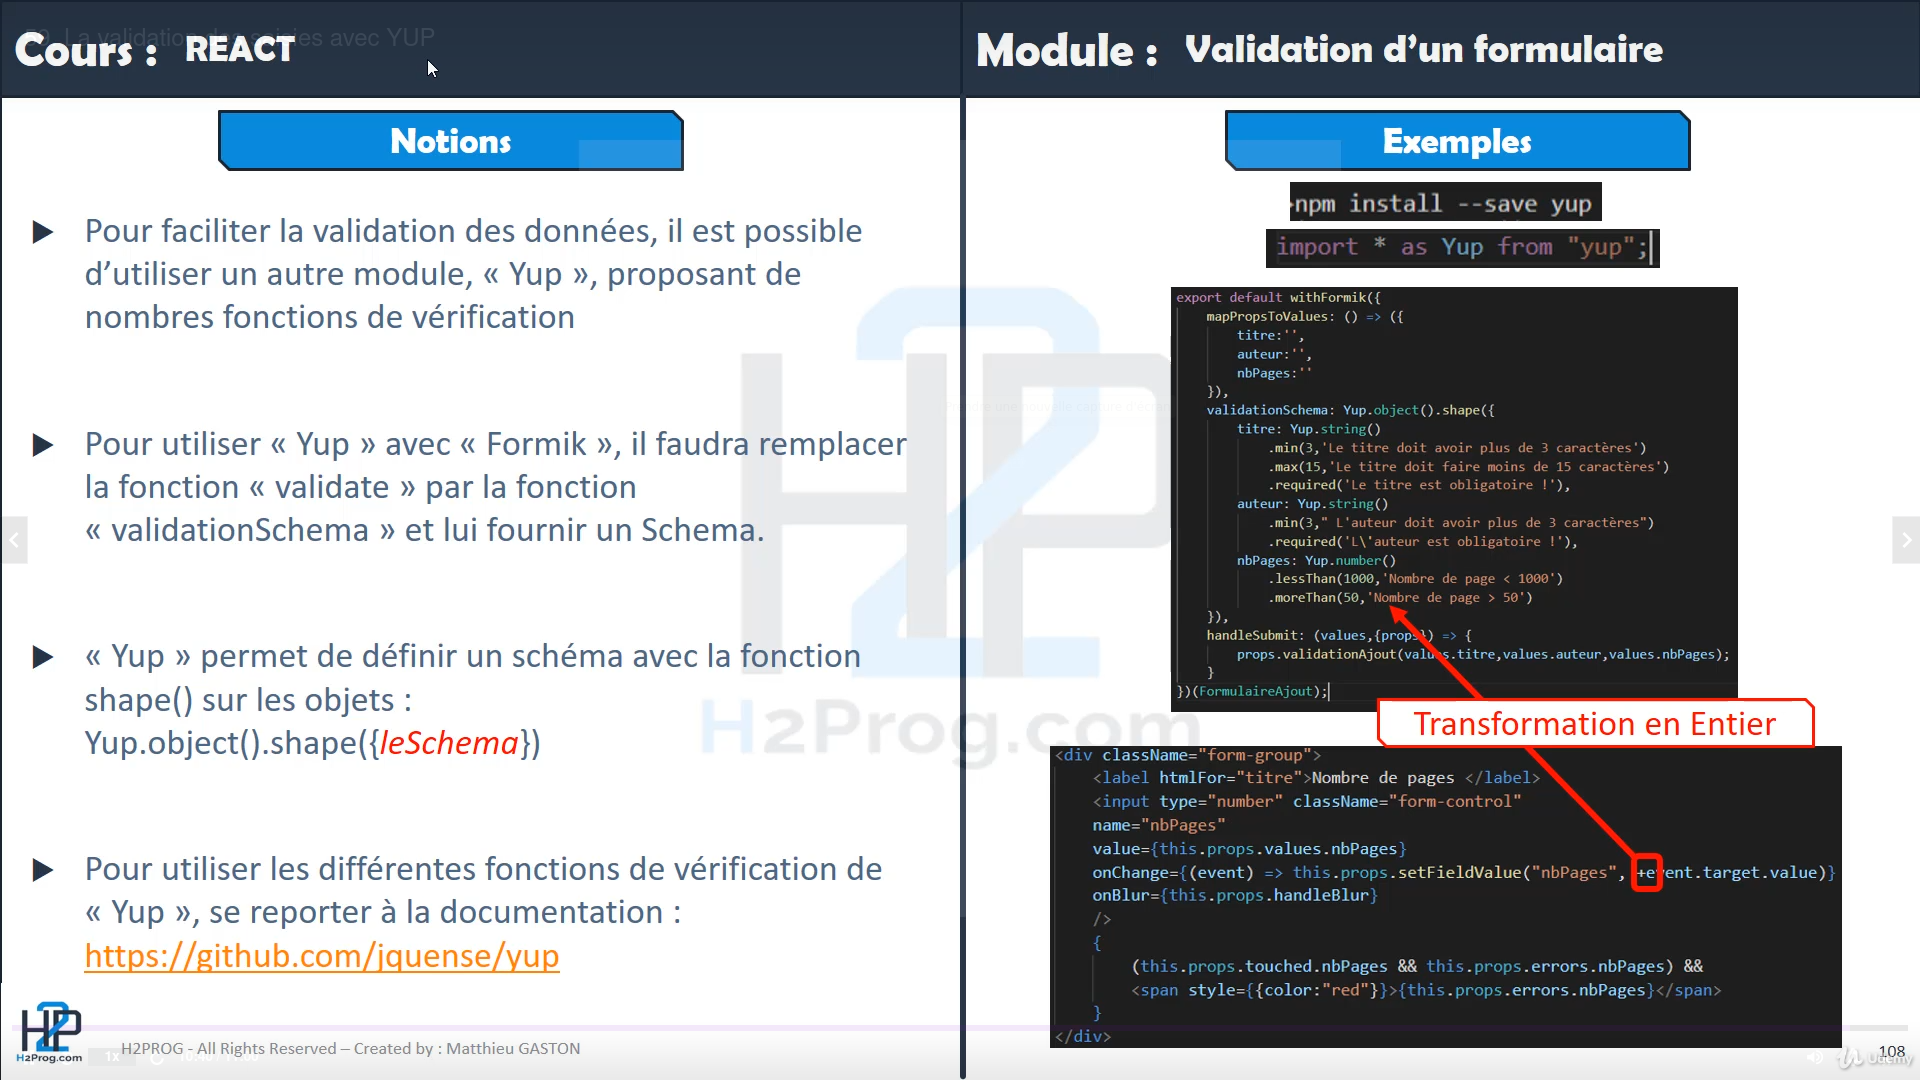 Cours : REACT
9. La validation des saisies avec YUP
Module : Validation d’un formulaire
Notions
Pour faciliter la validation des données, il est possible
d’utiliser un autre module, « Yup », proposant de
nombres fonctions de vérification
Pour utiliser « Yup » avec « Formik », il faudra remplacer
la fonction « validate » par la fonction
« validationSchema » et lui fournir un Schema.
« Yup » permet de définir un schéma avec la fonction
shape() sur les objets :
Yup.object().shape({leSchema})
Pour utiliser les différentes fonctions de vérification de
« Yup », se reporter à la documentation :
https://github.com/jquense/yup
Exemples
npm install --save yup
import * as Yup from "yup";
export default withFormik({
mapPropsToValues: () => ({
titre:'',
auteur:'',
nbPages:''
}),
validationSchema: Yup.object().shape({
titre: Yup.string()
.min(3,'Le titre doit avoir plus de 3 caractères')
.max(15,'Le titre doit faire moins de 15 caractères')
.required('Le titre est obligatoire !'),
auteur: Yup.string()
.min(3," L'auteur doit avoir plus de 3 caractères")
.required('L\'auteur est obligatoire !'),
nbPages: Yup.number()
.lessThan(1000,'Nombre de page < 1000')
.moreThan(50,'Nombre de page > 50')
}),
handleSubmit: (values,{props}) => {
props.validationAjout(values.titre,values.auteur,values.nbPages);
}
})(FormulaireAjout);
Transformation en Entier
<div className="form-group">
<label htmlFor="titre">Nombre de pages </label>
<input type="number" className="form-control"
name="nbPages"
value={this.props.values.nbPages}
onChange={(event) => this.props.setFieldValue("nbPages", +event.target.value)}
onBlur={this.props.handleBlur}
/>
{
(this.props.touched.nbPages && this.props.errors.nbPages) &&
<span style={{color:"red"}}>{this.props.errors.nbPages}</span>
}
</div>
H2Prog.com
H2P
H2Prog.com
1x
H2PROG - All Rights Reserved – Created by : Matthieu GASTON
108
Udemy